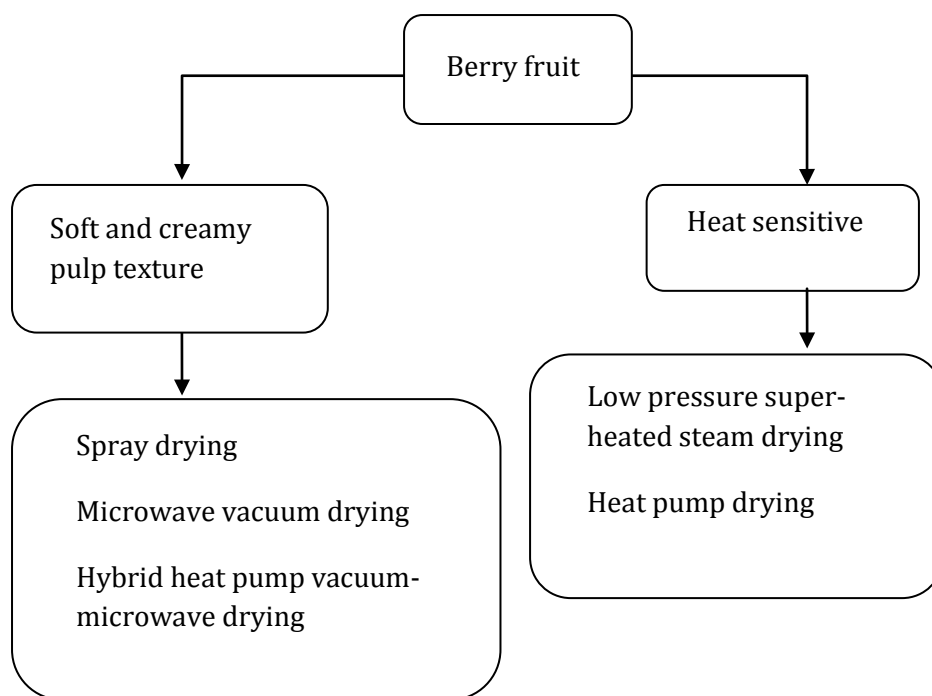 Berry fruit
Soft and creamy
pulp texture
Heat sensitive
Spray drying
Microwave vacuum drying
Hybrid heat pump vacuum-
microwave drying
Low pressure super-
heated steam drying
Heat pump drying